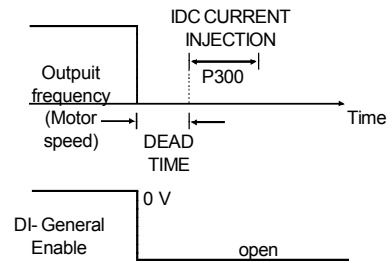 IDC CURRENT
INJECTION
P300
Outpuit
frequency
(Motor
speed)
Time
DEAD
TIME
0 V
DI- General
Enable
open